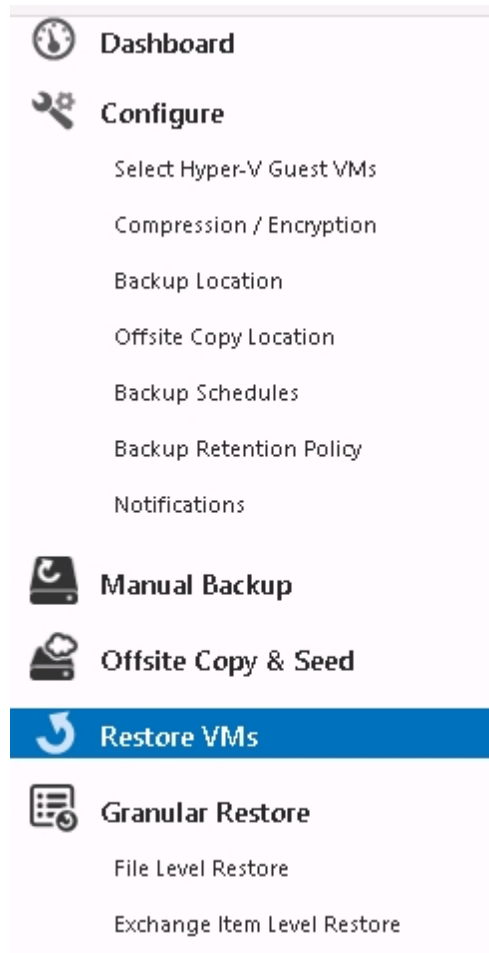 Dashboard
Configure
Select Hyper-V Guest VMs
Compression / Encryption
Backup Location
Offsite Copy Location
Backup Schedules
Backup Retention Policy
Notifications
Manual Backup
Offsite Copy & Seed
Restore VMs
Granular Restore
File Level Restore
Exchange Item Level Restore